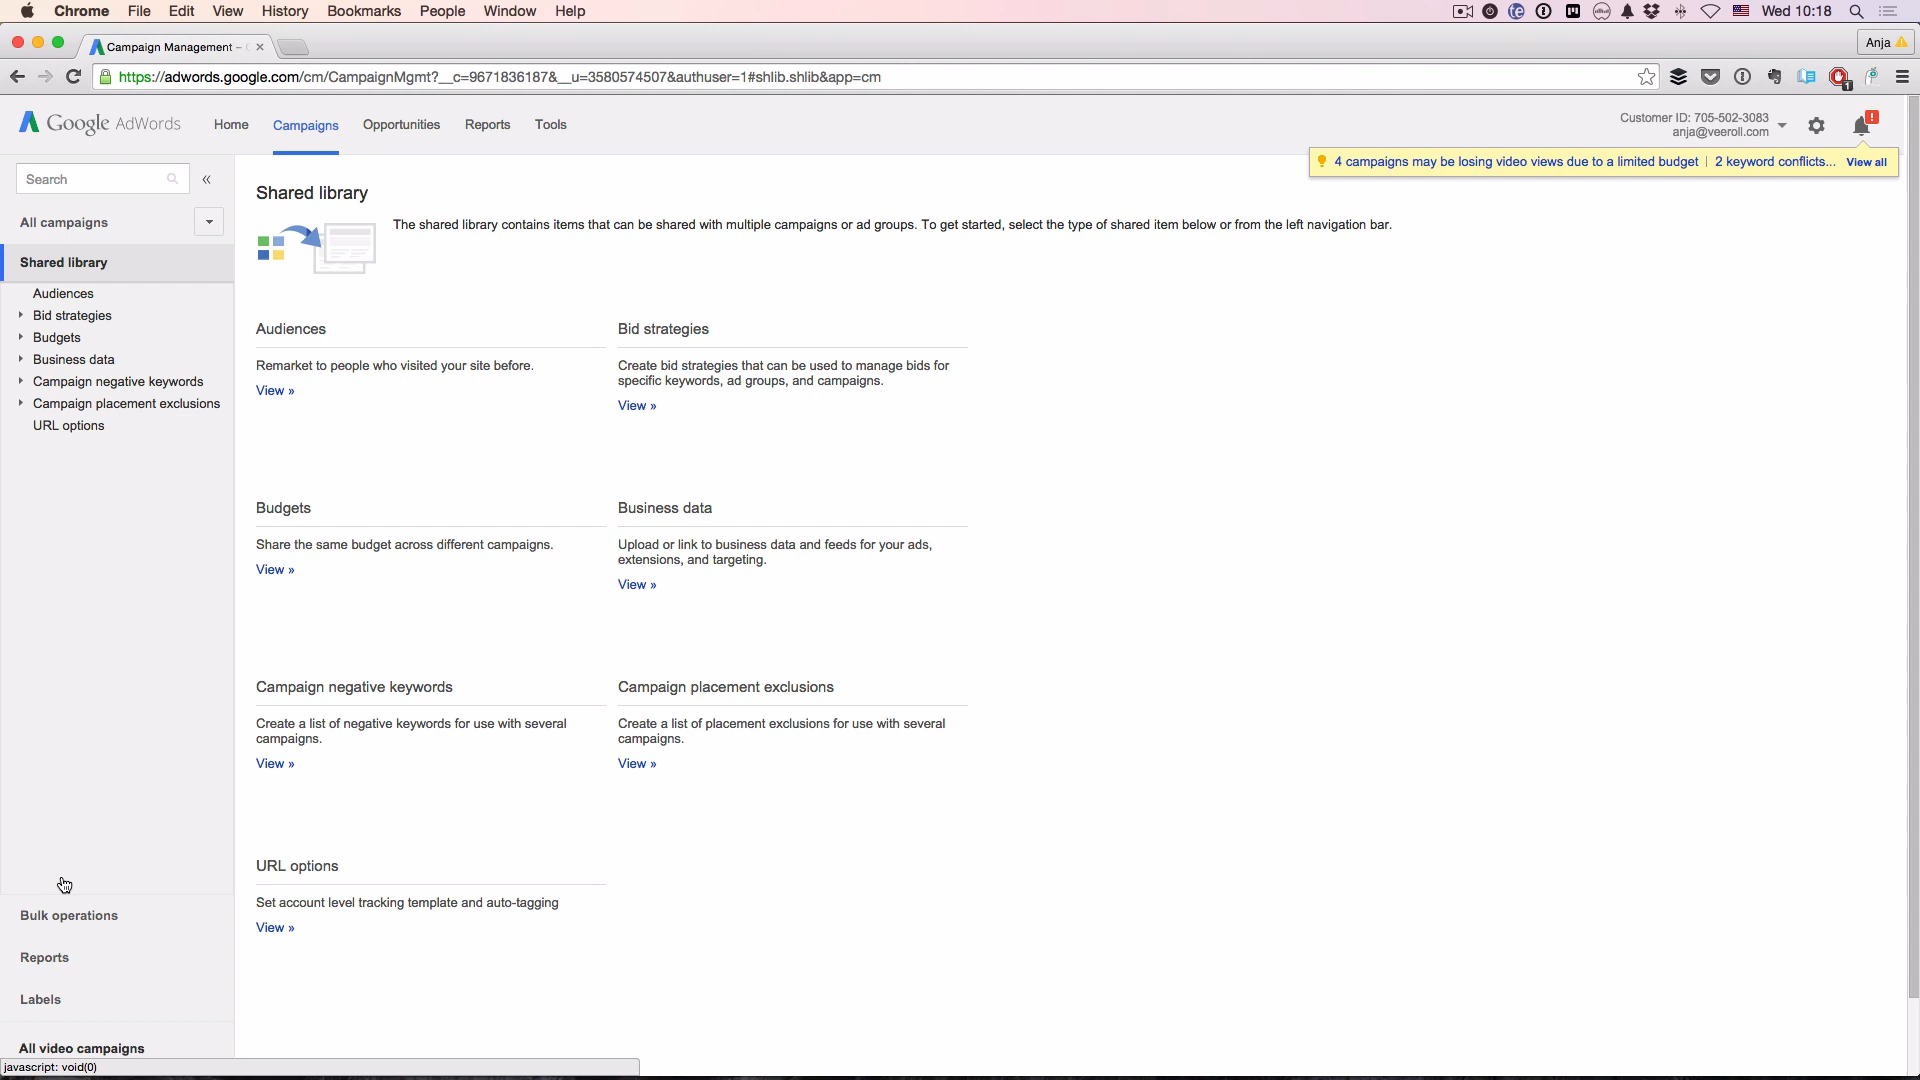 Chrome File Edit View History Bookmarks People Window Help
Wed 10:18
Campaign Management –
Anja
https://adwords.google.com/cm/CampaignMgmt?__c=9671836187&__u=3580574507&authuser=1#shlib.shlib&app=cm
1
Google AdWords
Home Campaigns Opportunities Reports Tools
Customer ID: 705-502-3083
anja@veeroll.com
!
4 campaigns may be losing video views due to a limited budget | 2 keyword conflicts... View all
Search
«
All campaigns
Shared library
Audiences
Bid strategies
Budgets
Business data
Campaign negative keywords
Campaign placement exclusions
URL options
Bulk operations
Reports
Labels
All video campaigns
javascript: void(0)
Shared library
The shared library contains items that can be shared with multiple campaigns or ad groups. To get started, select the type of shared item below or from the left navigation bar.
Audiences
Remarket to people who visited your site before.
View »
Bid strategies
Create bid strategies that can be used to manage bids for
specific keywords, ad groups, and campaigns.
View »
Budgets
Share the same budget across different campaigns.
View »
Business data
Upload or link to business data and feeds for your ads,
extensions, and targeting.
View »
Campaign negative keywords
Create a list of negative keywords for use with several
campaigns.
View »
Campaign placement exclusions
Create a list of placement exclusions for use with several
campaigns.
View »
URL options
Set account level tracking template and auto-tagging
View »